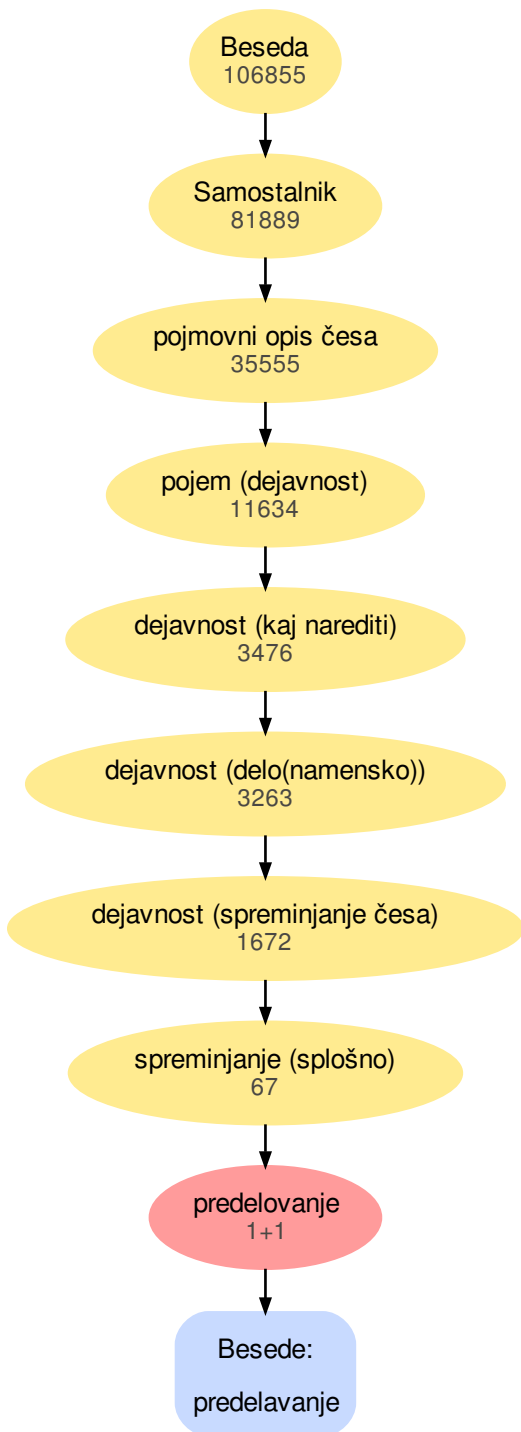 Beseda
106855
Samostalnik
81889
pojmovni opis česa
35555
pojem (dejavnost)
11634
dejavnost (kaj narediti)
3476
dejavnost (delo(namensko))
3263
dejavnost (spreminjanje česa)
1672
spreminjanje (splošno)
67
predelovanje
1+1
Besede:
predelavanje